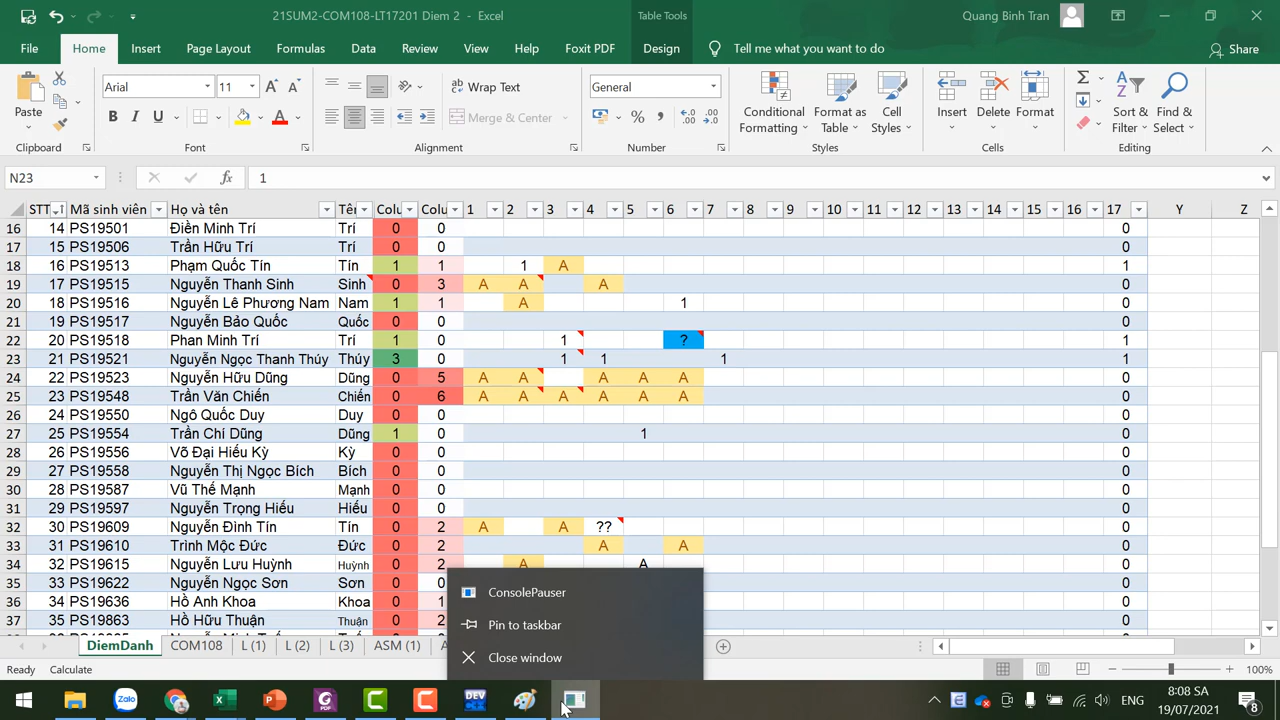 21SUM2-COM108-LT17201 Diem 2 - Excel
Table Tools
Quang Binh Tran
File Home Insert Page Layout Formulas Data Review View Help Foxit PDF Design Tell me what you want to do Share
Paste
Arial 11
B I U
Wrap Text
Merge & Center
General
% ,
Conditional Formatting
Format as Table
Cell Styles
Insert Delete Format
Sort & Filter
Find & Select
Clipboard Font Alignment Number Styles Cells Editing
N23 fx 1
STT Mã sinh viên Họ và tên Tên Colu Colu 1 2 3 4 5 6 7 8 9 10 11 12 13 14 15 16 17 Y Z
16 14 PS19501 Điền Minh Trí Trí 0 0 0
17 15 PS19506 Trần Hữu Trí Trí 0 0 0
18 16 PS19513 Phạm Quốc Tín Tín 1 1 1 A 1
19 17 PS19515 Nguyễn Thanh Sinh Sinh 0 3 A A A 0
20 18 PS19516 Nguyễn Lê Phương Nam Nam 1 1 A 1 1
21 19 PS19517 Nguyễn Bảo Quốc Quốc 0 0 0
22 20 PS19518 Phan Minh Trí Trí 1 0 1 ? 1
23 21 PS19521 Nguyễn Ngọc Thanh Thúy Thúy 3 0 1 1 1 1
24 22 PS19523 Nguyễn Hữu Dũng Dũng 0 5 A A A A A 0
25 23 PS19548 Trần Văn Chiến Chiến 0 6 A A A A A A 0
26 24 PS19550 Ngô Quốc Duy Duy 0 0 0
27 25 PS19554 Trần Chí Dũng Dũng 1 0 1 0
28 26 PS19556 Võ Đại Hiếu Kỳ Kỳ 0 0 0
29 27 PS19558 Nguyễn Thị Ngọc Bích Bích 0 0 0
30 28 PS19587 Vũ Thế Mạnh Mạnh 0 0 0
31 29 PS19597 Nguyễn Trọng Hiếu Hiếu 0 0 0
32 30 PS19609 Nguyễn Đình Tín Tín 0 2 A A ?? 0
33 31 PS19610 Trình Mộc Đức Đức 0 2 A A 0
34 32 PS19615 Nguyễn Lưu Huỳnh Huỳnh 0 2 A A 0
35 33 PS19622 Nguyễn Ngọc Sơn Sơn 0 0 0
36 34 PS19636 Hồ Anh Khoa Khoa 0 1 0
37 35 PS19863 Hồ Hữu Thuận Thuận 0 2 0
ConsolePauser
Pin to taskbar
Close window
DiemDanh COM108 L (1) L (2) L (3) ASM (1)
Ready Calculate 100%
Zalo
DEV
ENG
8:08 SA
19/07/2021
8